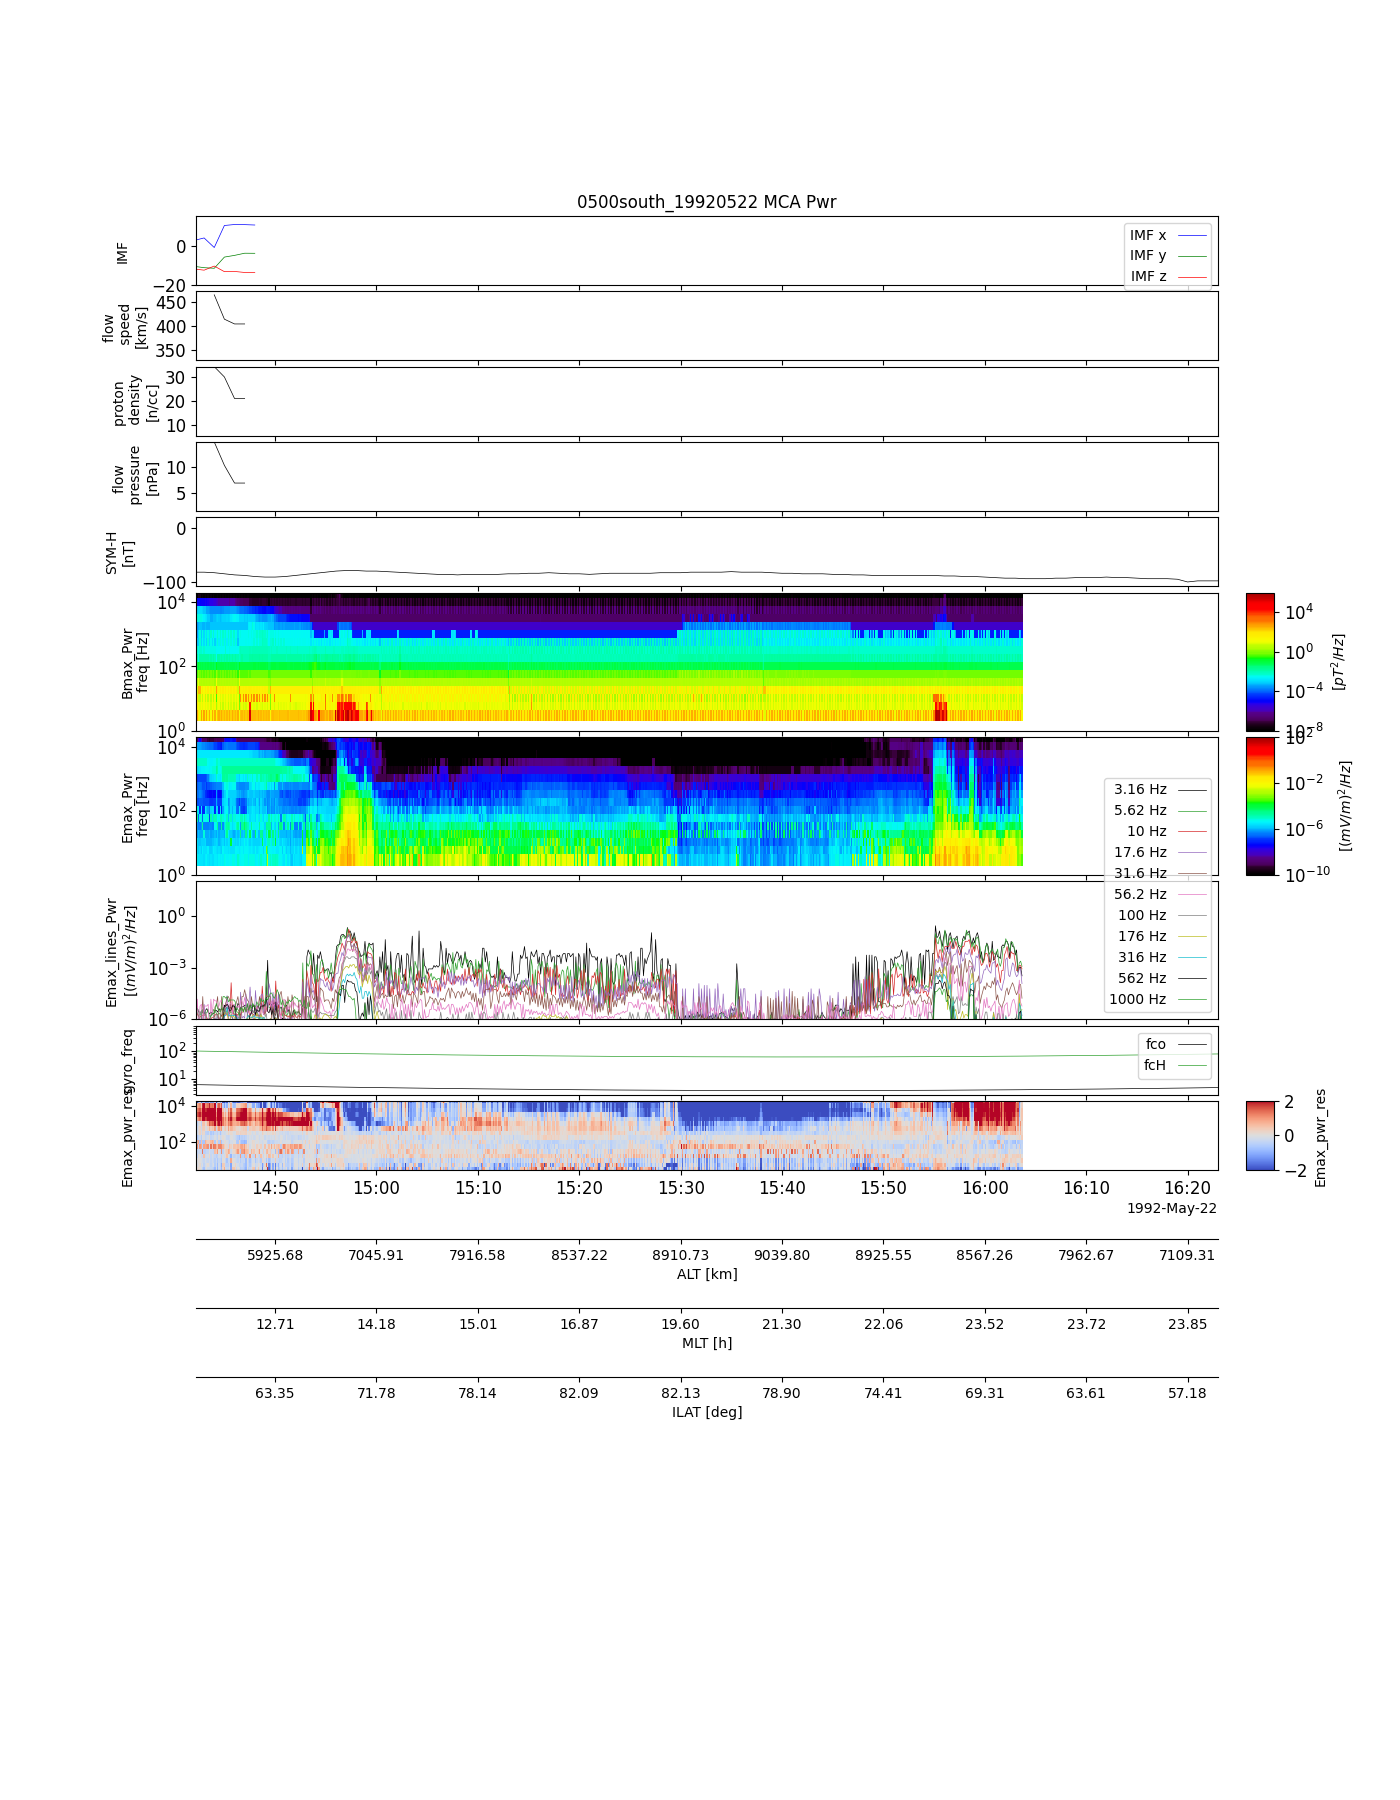 0500south_19920522 MCA Pwr
IMF
0
−20
IMF x
IMF y
IMF z
flow
speed
[km/s]
450
400
350
proton
density
[n/cc]
30
20
10
flow
pressure
[nPa]
10
5
SYM-H
[nT]
0
−100
Bmax_Pwr
freq [Hz]
10^4
10^2
10^0
10^4
10^0
10^−4
10^−8
[pT^2/Hz]
Emax_Pwr
freq [Hz]
10^4
10^2
10^0
10^2
10^−2
10^−6
10^−10
[(mV/m)^2/Hz]
3.16 Hz
5.62 Hz
10 Hz
17.6 Hz
31.6 Hz
56.2 Hz
100 Hz
176 Hz
316 Hz
562 Hz
1000 Hz
Emax_lines_Pwr
[(mV/m)^2/Hz]
10^0
10^−3
10^−6
gyro_freq
10^2
10^1
fco
fcH
Emax_pwr_res
10^4
10^2
2
0
−2
Emax_pwr_res
14:50 15:00 15:10 15:20 15:30 15:40 15:50 16:00 16:10 16:20
1992-May-22
5925.68 7045.91 7916.58 8537.22 8910.73 9039.80 8925.55 8567.26 7962.67 7109.31
ALT [km]
12.71 14.18 15.01 16.87 19.60 21.30 22.06 23.52 23.72 23.85
MLT [h]
63.35 71.78 78.14 82.09 82.13 78.90 74.41 69.31 63.61 57.18
ILAT [deg]